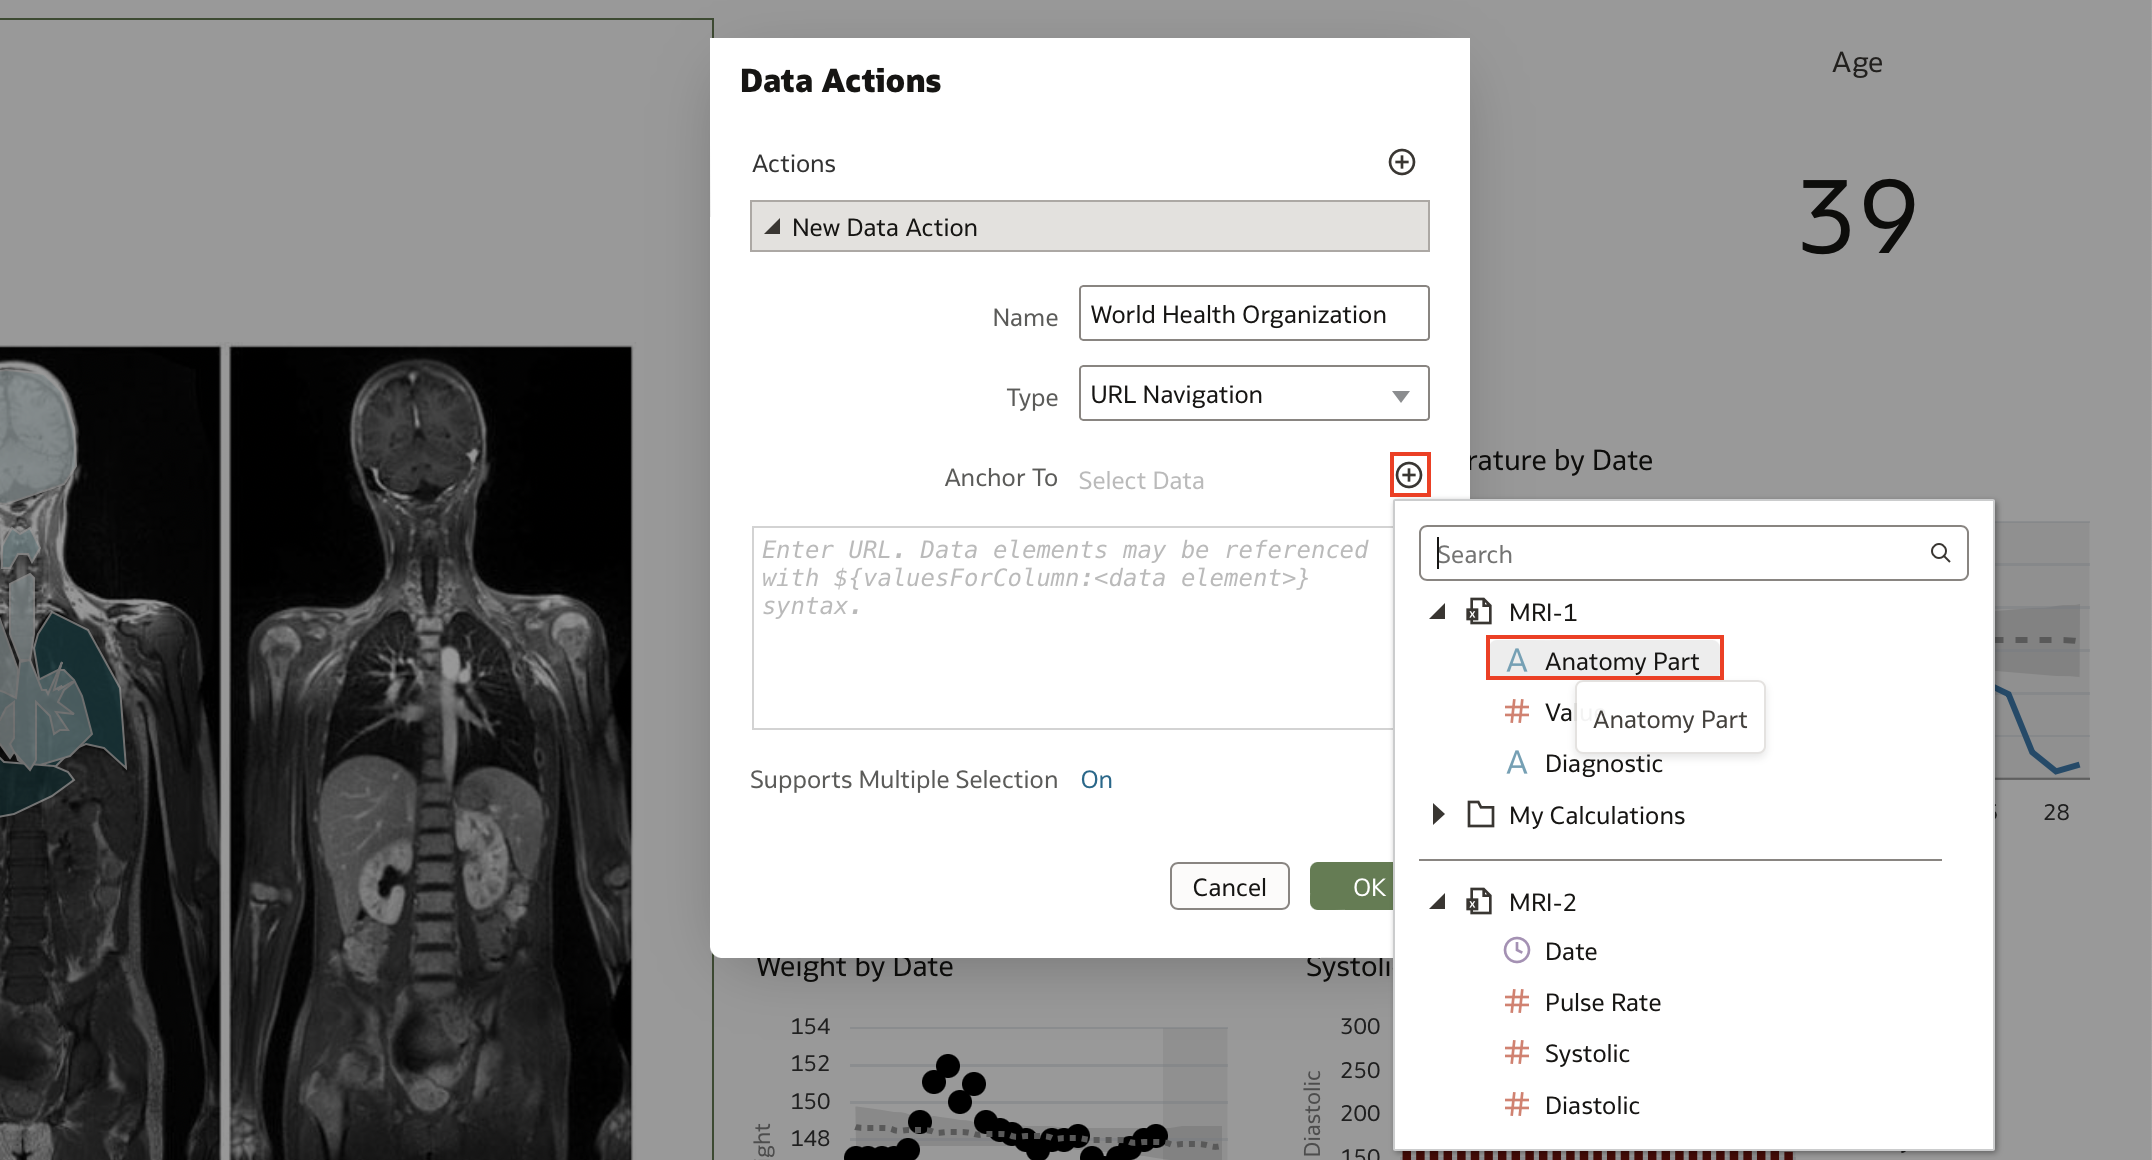 Age
39
Data Actions
Actions
New Data Action
Name World Health Organization
Type URL Navigation
Anchor To Select Data
Enter URL. Data elements may be referenced
with ${valuesForColumn:<data element>}
syntax.
Supports Multiple Selection On
Cancel OK
rature by Date
28
Search
MRI-1
Anatomy Part
Anatomy Part
Diagnostic
My Calculations
MRI-2
Date
Pulse Rate
Systolic
Diastolic
Weight by Date
154
152
150
148
300
250
200
150
Diastolic